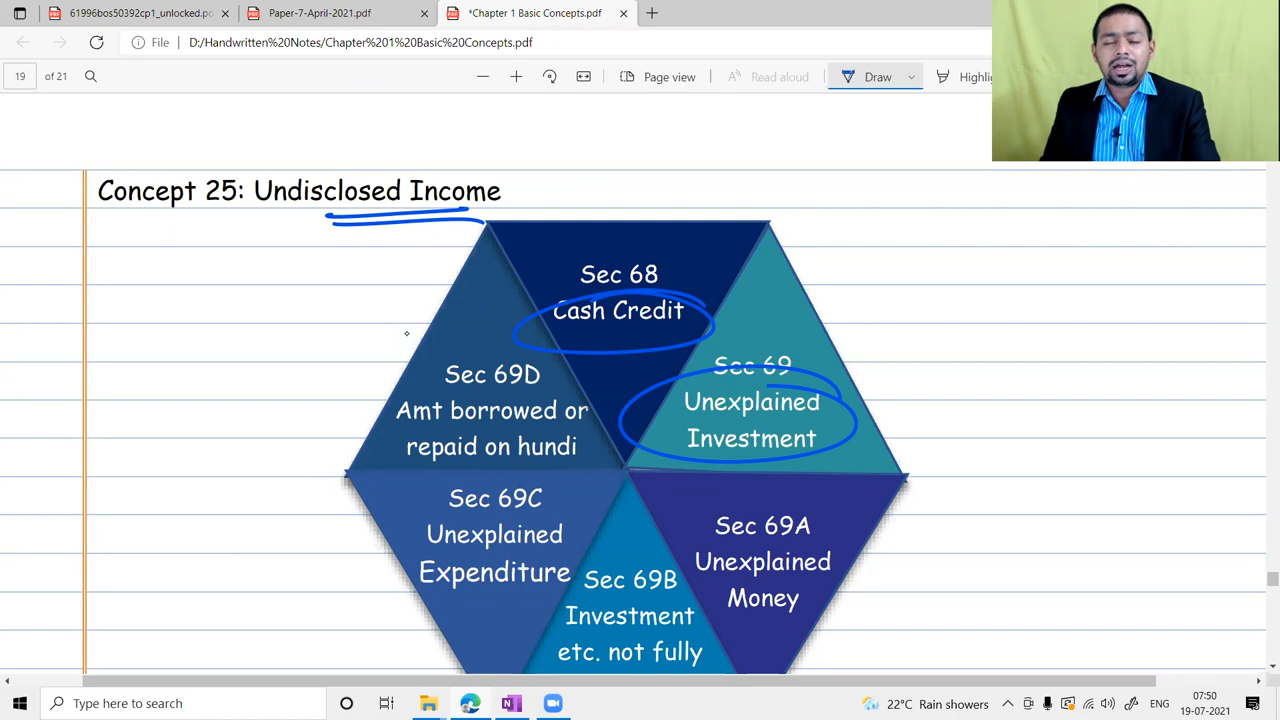 61996bos50392cp1_unlocked.pd
Paper-7-April-2021.pdf
*Chapter 1 Basic Concepts.pdf
File
D:/Handwritten%20Notes/Chapter%201%20Basic%20Concepts.pdf
19 of 21
Page view
Read aloud
Draw
Highli
Concept 25: Undisclosed Income
Sec 68
Cash Credit
Sec 69
Unexplained
Investment
Sec 69A
Unexplained
Money
Sec 69B
Investment
etc. not fully
Sec 69C
Unexplained
Expenditure
Sec 69D
Amt borrowed or
repaid on hundi
Type here to search
22°C Rain showers
ENG
07:50
19-07-2021